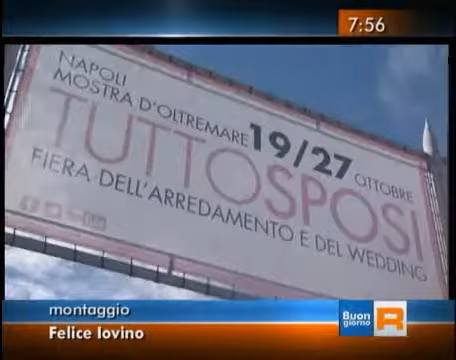 7:56
NAPOLI
MOSTRA D'OLTREMARE 19/27 OTTOBRE
TUTTOSPOSI
FIERA DELL'ARREDAMENTO E DEL WEDDING
montaggio
Felice Iovino
Buon
giorno
R